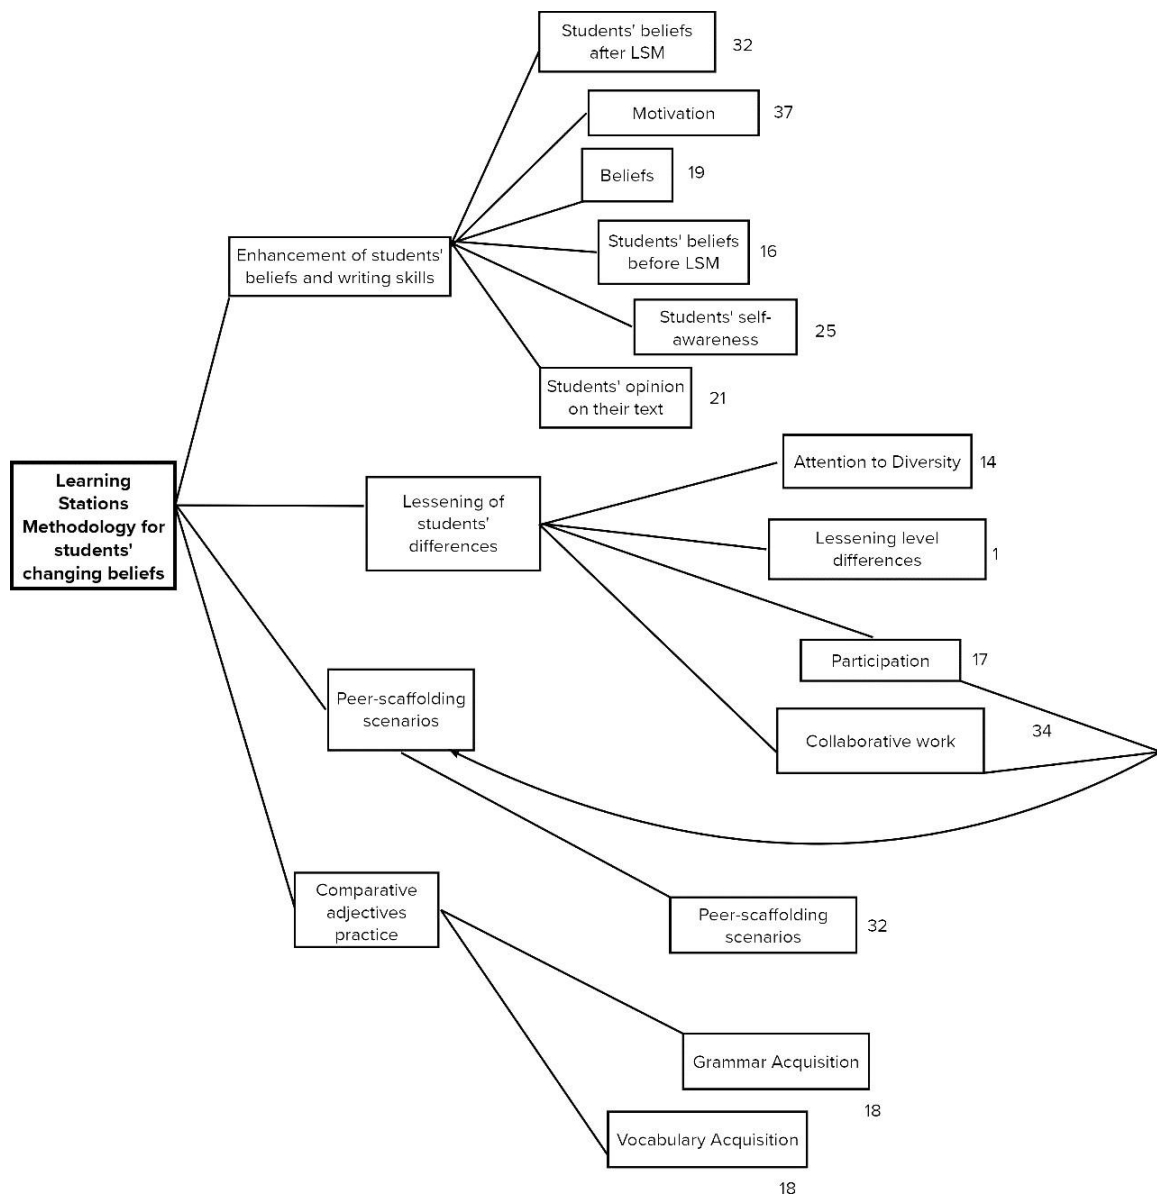 Students' beliefs
after LSM
32
Motivation
37
Beliefs
19
Enhancement of students'
beliefs and writing skills
Students' beliefs
before LSM
16
Students' self-
awareness
25
Students' opinion
on their text
21
Learning
Stations
Methodology for
students'
changing beliefs
Lessening of
students'
differences
Attention to Diversity
14
Lessening level
differences
1
Participation
17
Collaborative work
34
Peer-scaffolding
scenarios
Peer-scaffolding
scenarios
32
Comparative
adjectives
practice
Grammar Acquisition
18
Vocabulary Acquisition
18